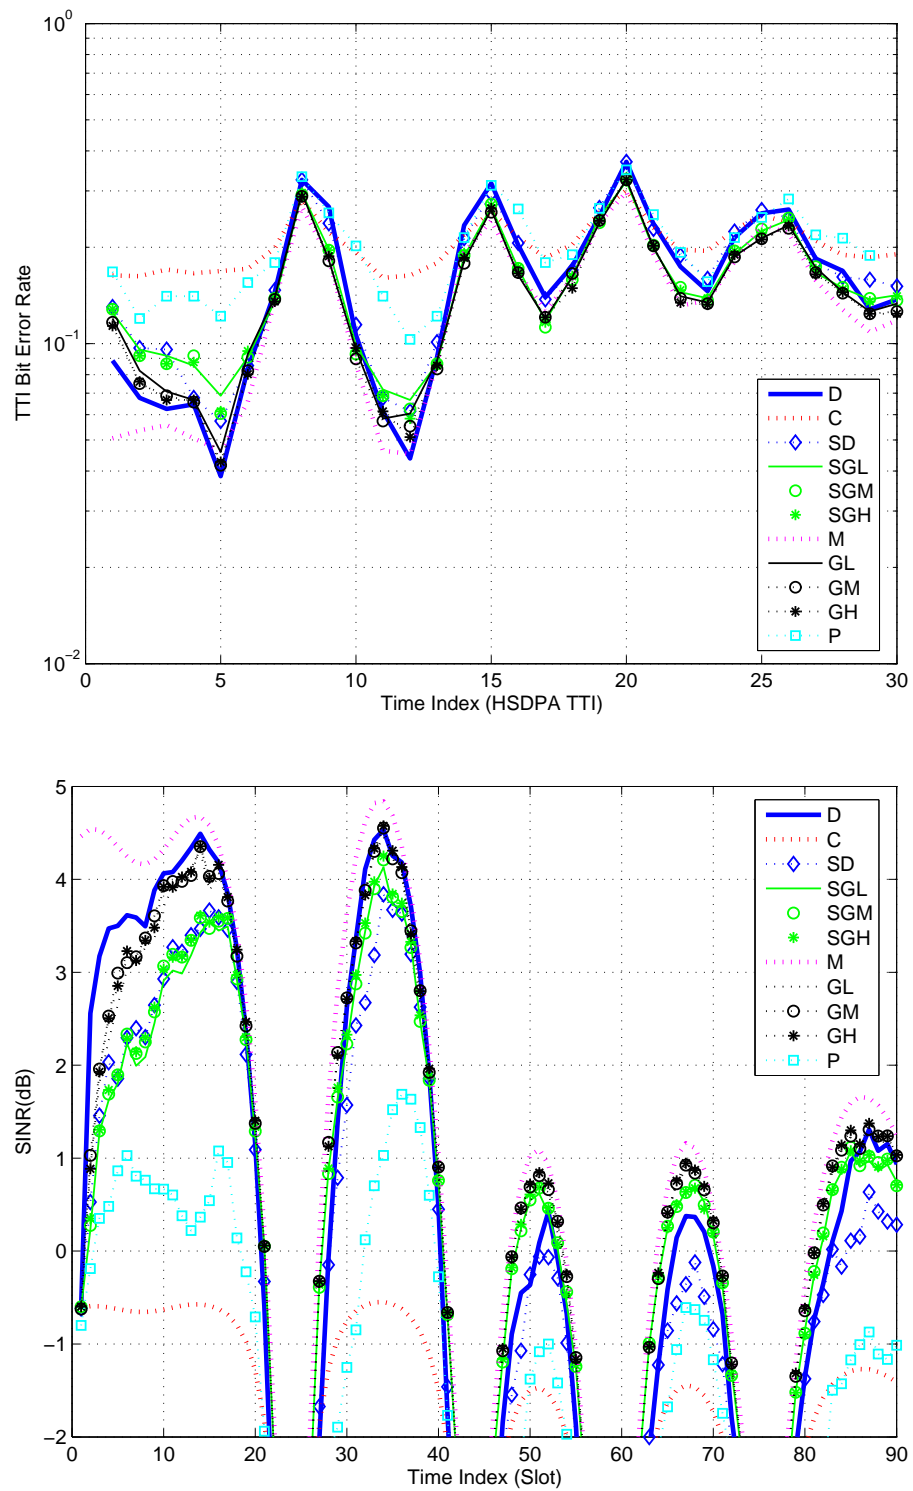 10^0
10^−1
10^−2
TTI Bit Error Rate
D
C
SD
SGL
SGM
SGH
M
GL
GM
GH
P
0 5 10 15 20 25 30
Time Index (HSDPA TTI)
5
4
3
2
1
0
−1
−2
SINR(dB)
D
C
SD
SGL
SGM
SGH
M
GL
GM
GH
P
0 10 20 30 40 50 60 70 80 90
Time Index (Slot)